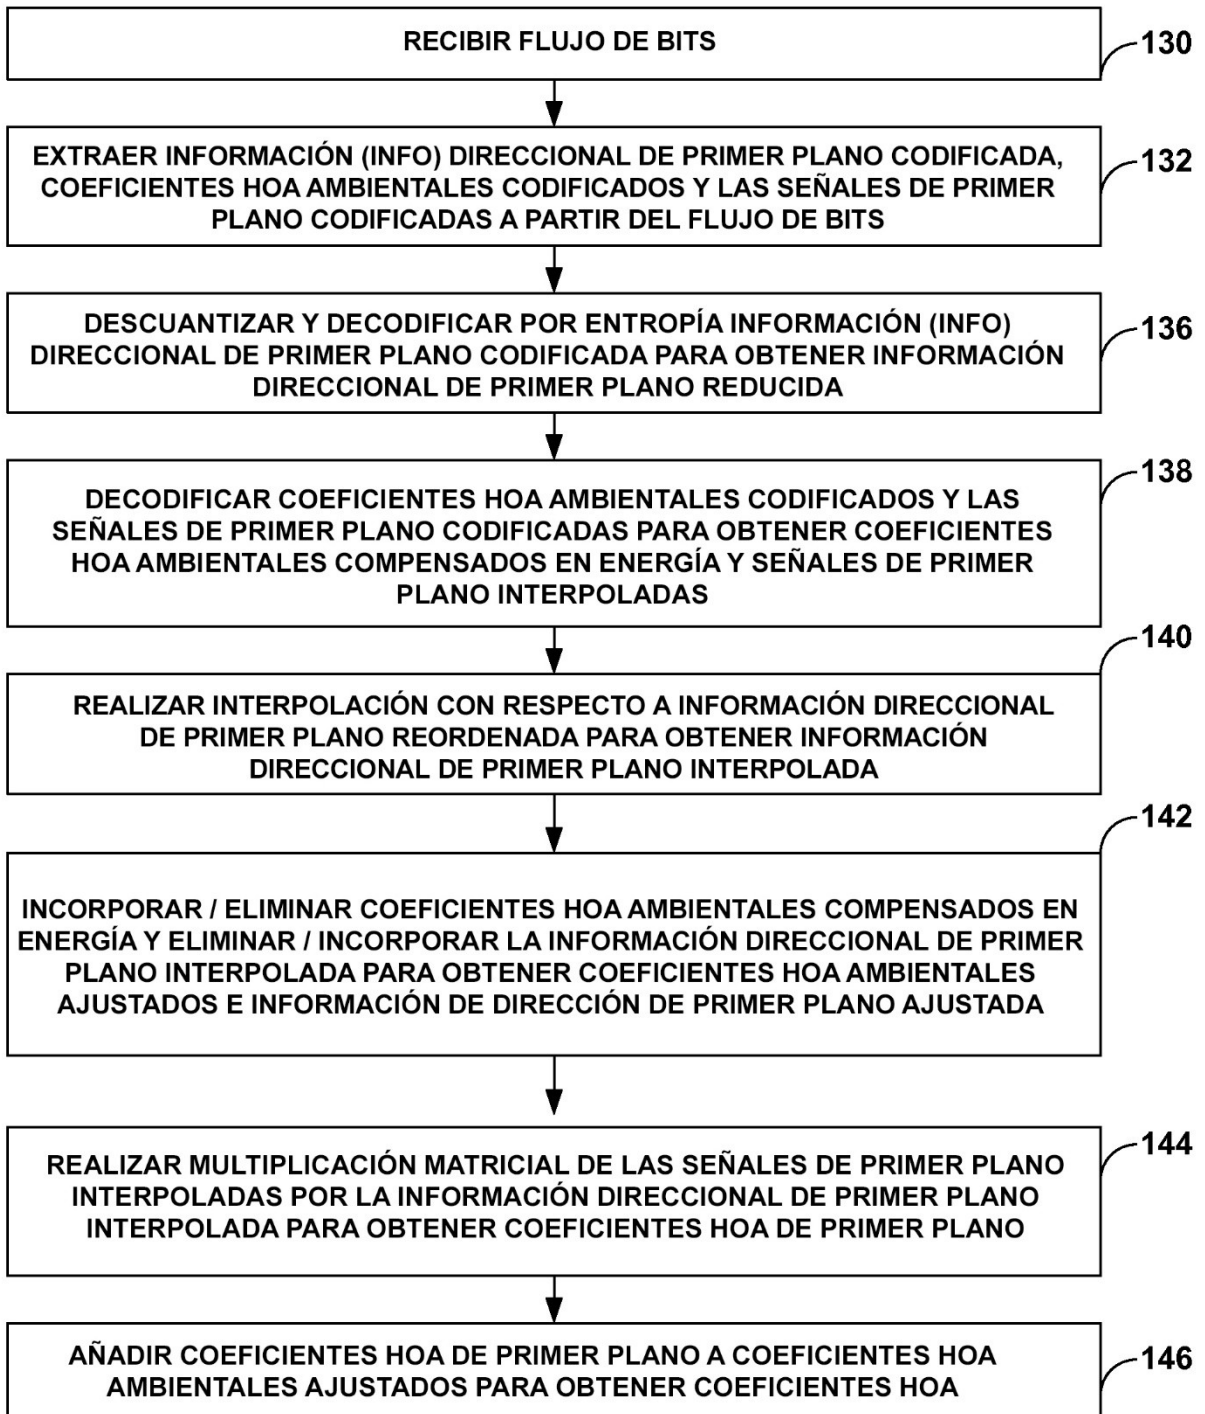 RECIBIR FLUJO DE BITS
130
EXTRAER INFORMACIÓN (INFO) DIRECCIONAL DE PRIMER PLANO CODIFICADA,
COEFICIENTES HOA AMBIENTALES CODIFICADOS Y LAS SEÑALES DE PRIMER
PLANO CODIFICADAS A PARTIR DEL FLUJO DE BITS
132
DESCUANTIZAR Y DECODIFICAR POR ENTROPÍA INFORMACIÓN (INFO)
DIRECCIONAL DE PRIMER PLANO CODIFICADA PARA OBTENER INFORMACIÓN
DIRECCIONAL DE PRIMER PLANO REDUCIDA
136
DECODIFICAR COEFICIENTES HOA AMBIENTALES CODIFICADOS Y LAS
SEÑALES DE PRIMER PLANO CODIFICADAS PARA OBTENER COEFICIENTES
HOA AMBIENTALES COMPENSADOS EN ENERGÍA Y SEÑALES DE PRIMER
PLANO INTERPOLADAS
138
REALIZAR INTERPOLACIÓN CON RESPECTO A INFORMACIÓN DIRECCIONAL
DE PRIMER PLANO REORDENADA PARA OBTENER INFORMACIÓN
DIRECCIONAL DE PRIMER PLANO INTERPOLADA
140
INCORPORAR / ELIMINAR COEFICIENTES HOA AMBIENTALES COMPENSADOS EN
ENERGÍA Y ELIMINAR / INCORPORAR LA INFORMACIÓN DIRECCIONAL DE PRIMER
PLANO INTERPOLADA PARA OBTENER COEFICIENTES HOA AMBIENTALES
AJUSTADOS E INFORMACIÓN DE DIRECCIÓN DE PRIMER PLANO AJUSTADA
142
REALIZAR MULTIPLICACIÓN MATRICIAL DE LAS SEÑALES DE PRIMER PLANO
INTERPOLADAS POR LA INFORMACIÓN DIRECCIONAL DE PRIMER PLANO
INTERPOLADA PARA OBTENER COEFICIENTES HOA DE PRIMER PLANO
144
AÑADIR COEFICIENTES HOA DE PRIMER PLANO A COEFICIENTES HOA
AMBIENTALES AJUSTADOS PARA OBTENER COEFICIENTES HOA
146